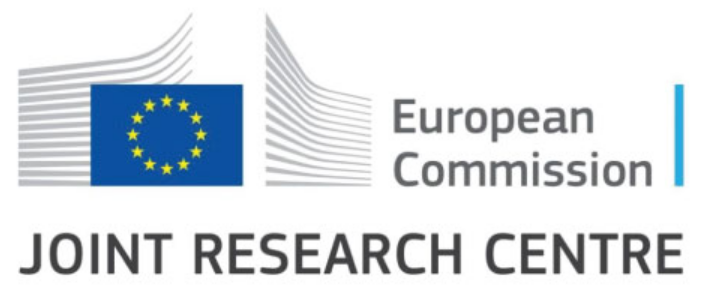 European
Commission
JOINT RESEARCH CENTRE